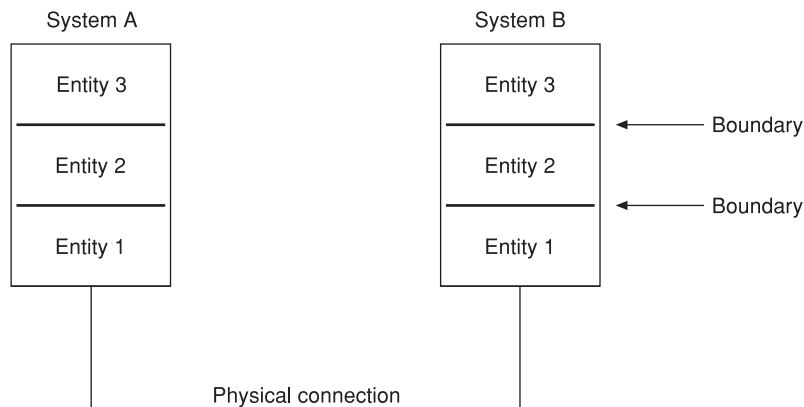 System A
System B
Entity 3
Entity 3
Boundary
Entity 2
Entity 2
Boundary
Entity 1
Entity 1
Physical connection